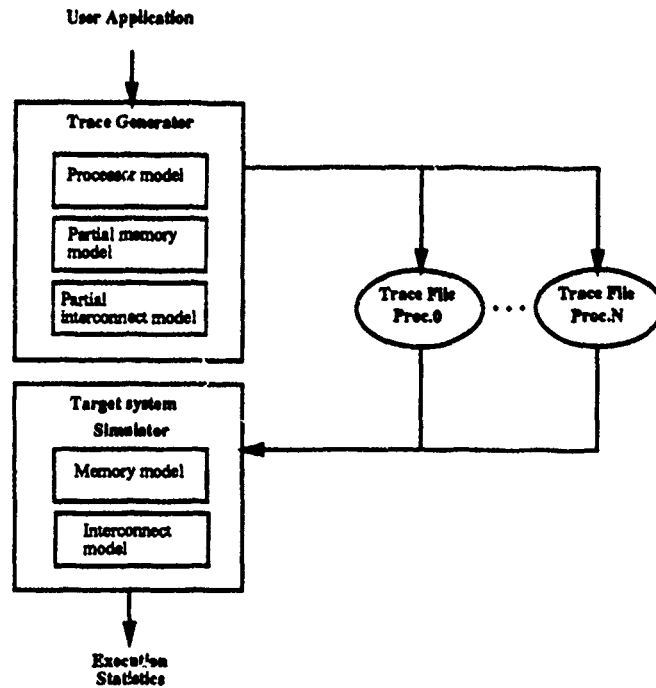 User Application
Trace Generator
Processor model
Partial memory
model
Partial
interconnect model
Trace File
Proc.0
...
Trace File
Proc.N
Target system
Simulator
Memory model
Interconnect
model
Execution
Statistics